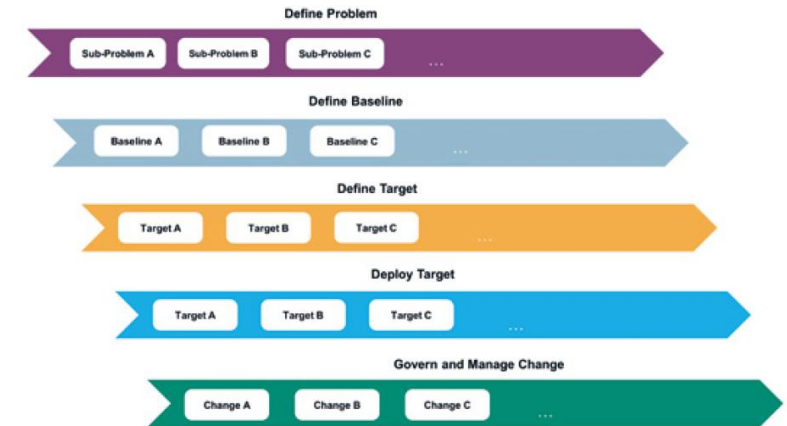 Define Problem
Sub-Problem A Sub-Problem B Sub-Problem C ...
Define Baseline
Baseline A Baseline B Baseline C ...
Define Target
Target A Target B Target C ...
Deploy Target
Target A Target B Target C ...
Govern and Manage Change
Change A Change B Change C ...